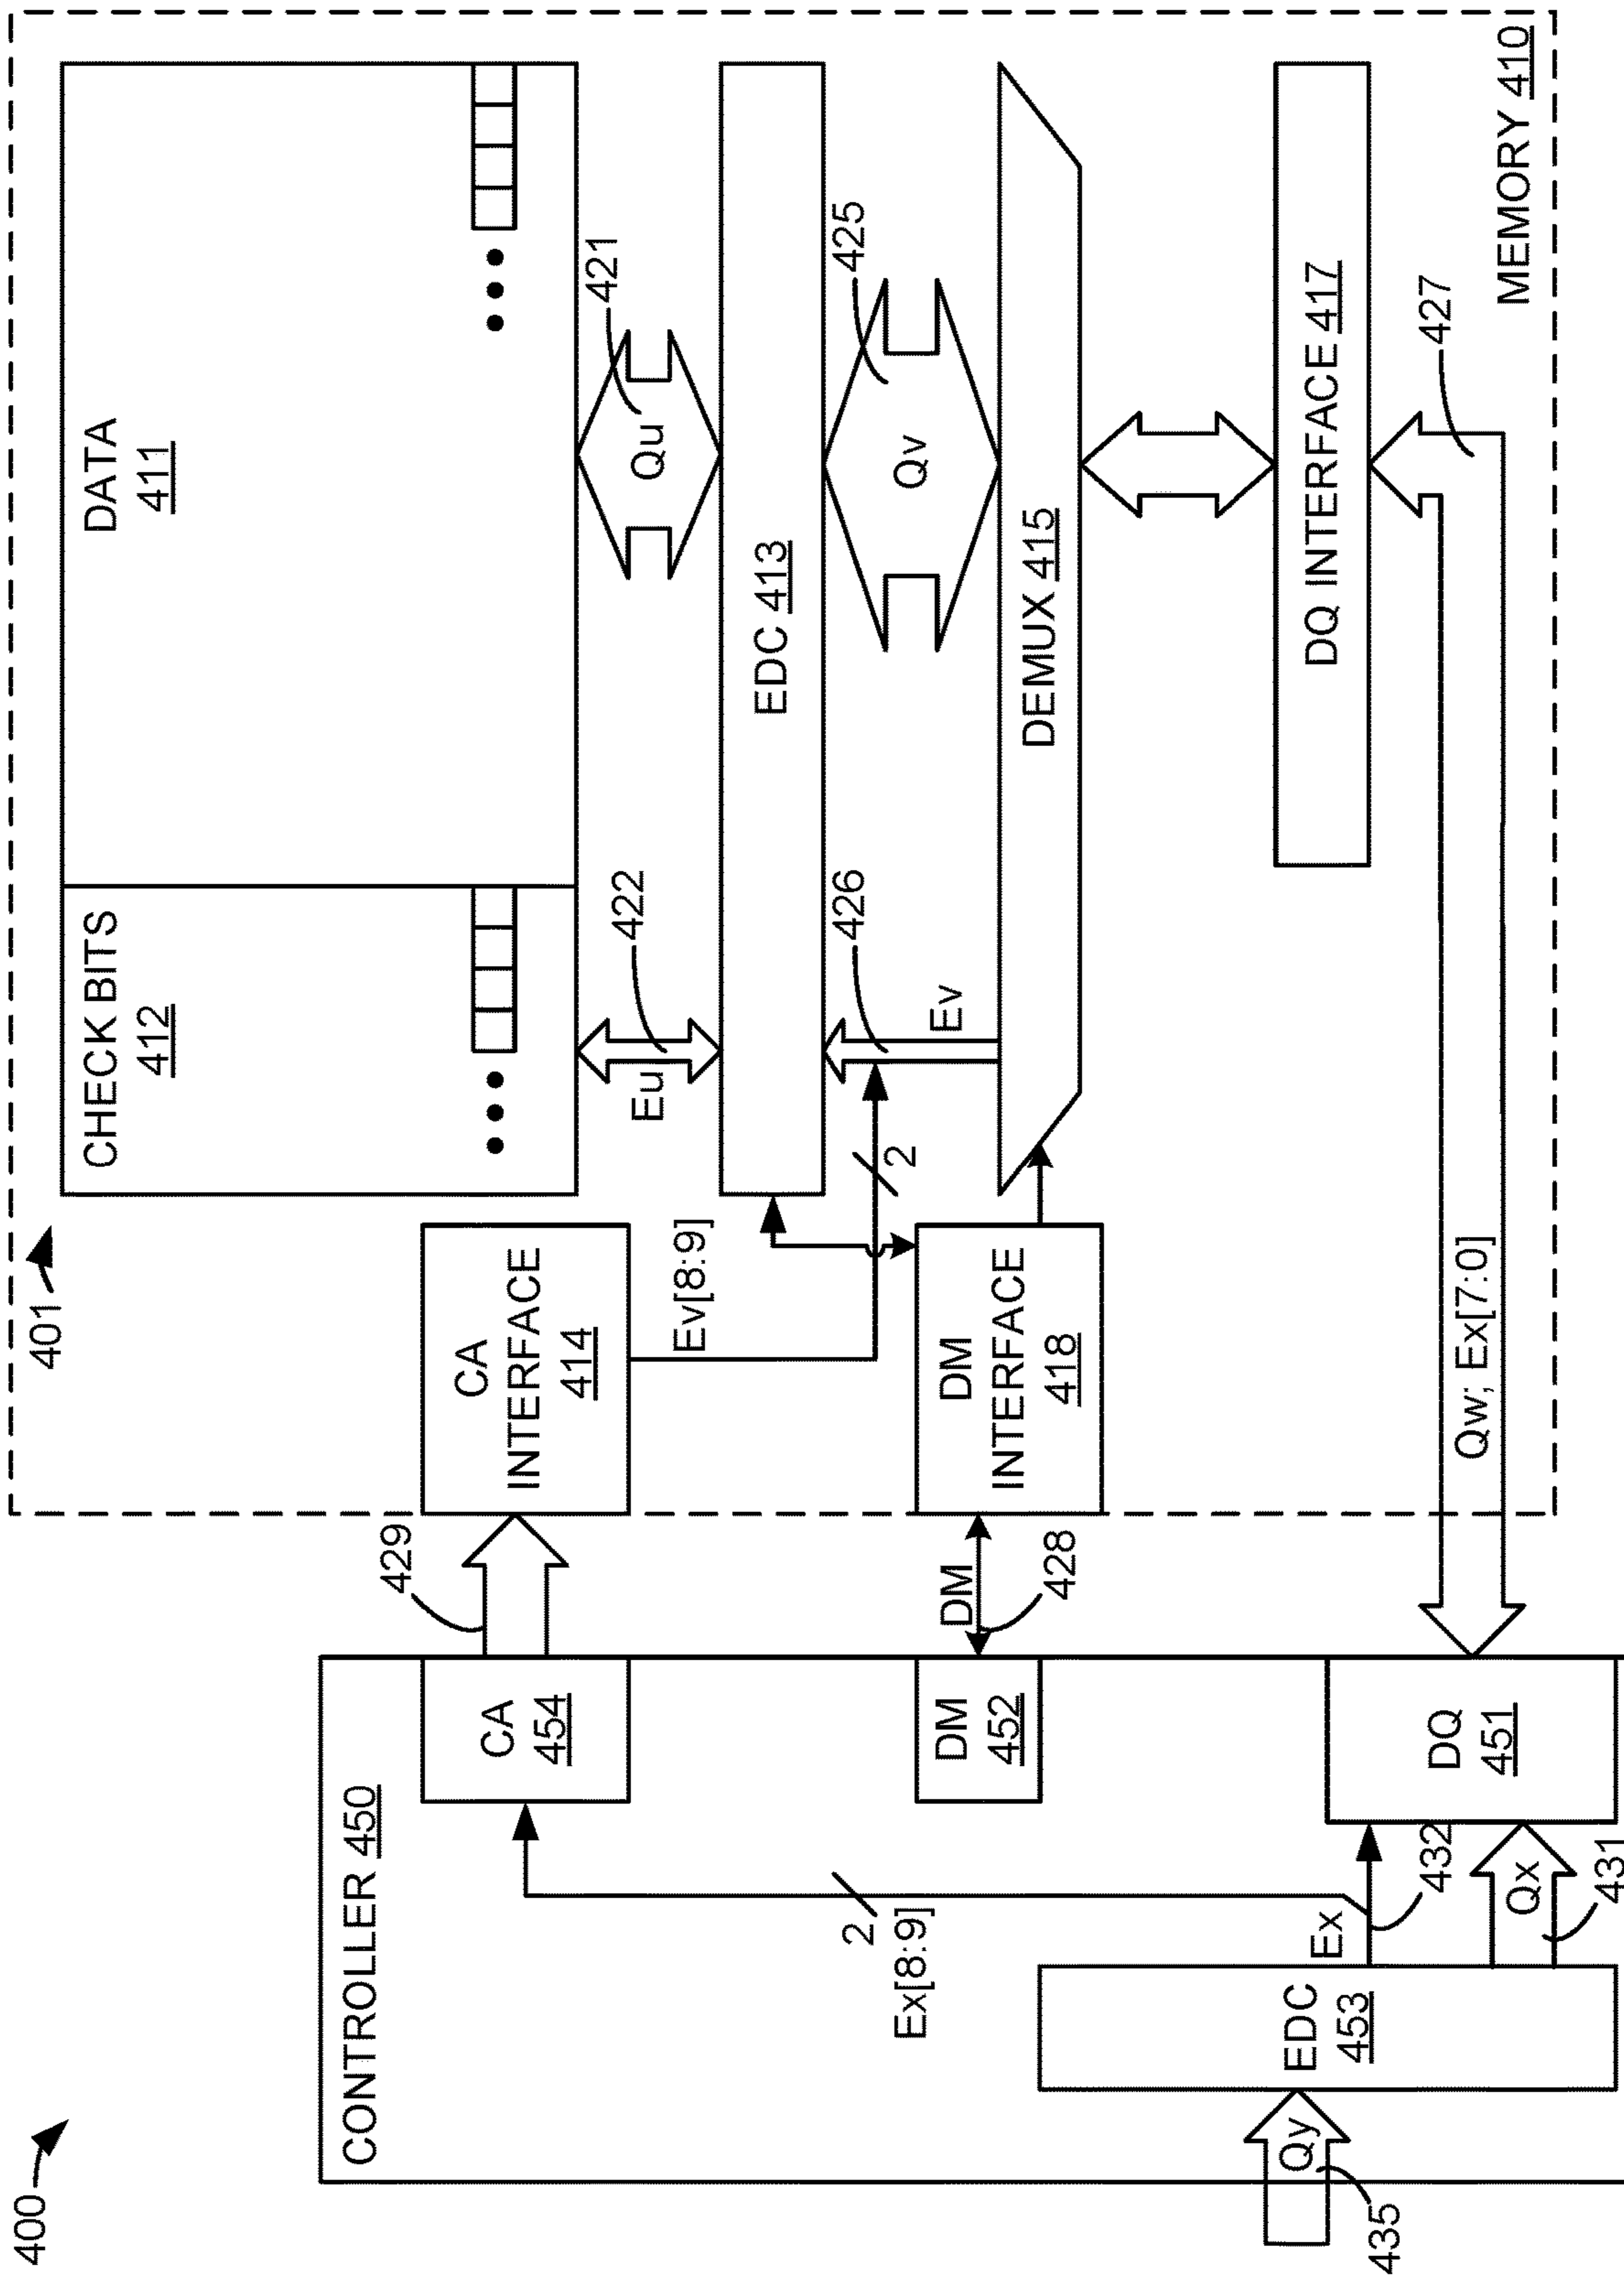 400
CONTROLLER 450
Qy
435
EDC
453
Ex[8:9]
2
Ex
432
Qx
431
CA
454
DM
452
DQ
451
429
DM
428
401
CA
INTERFACE
414
Ev[8:9]
2
DM
INTERFACE
418
Qw; Ex[7:0]
CHECK BITS
412
DATA
411
Eu
422
Qu
421
EDC 413
Ev
426
Qv
425
DEMUX 415
DQ INTERFACE 417
427
MEMORY 410